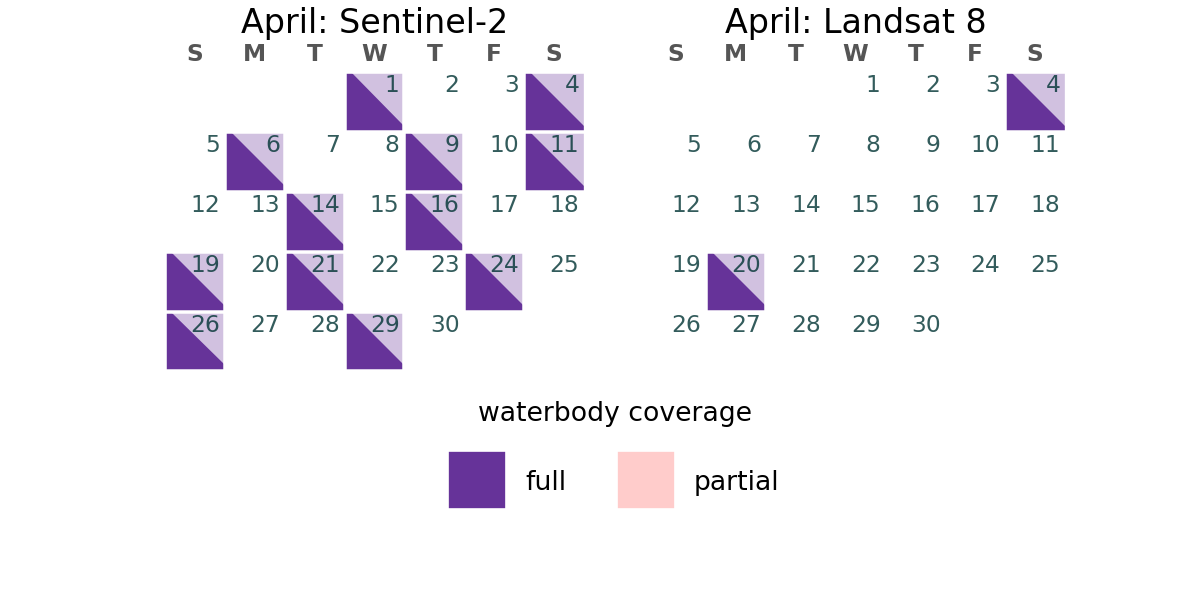 April: Sentinel-2
S M T W T F S
1 2 3 4
5 6 7 8 9 10 11
12 13 14 15 16 17 18
19 20 21 22 23 24 25
26 27 28 29 30
April: Landsat 8
S M T W T F S
1 2 3 4
5 6 7 8 9 10 11
12 13 14 15 16 17 18
19 20 21 22 23 24 25
26 27 28 29 30
waterbody coverage
full partial